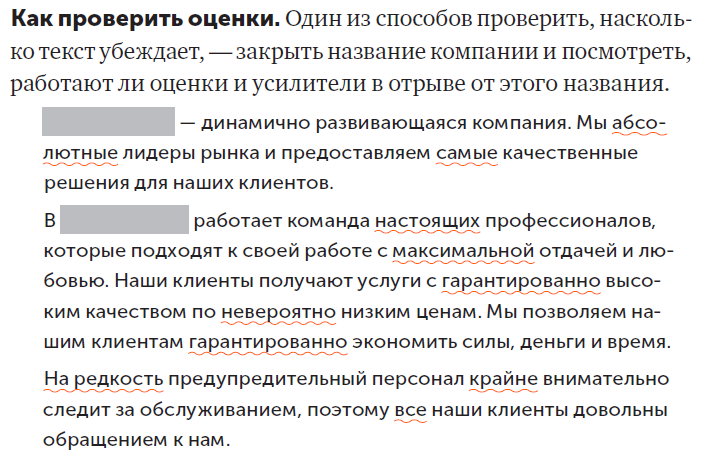 Как проверить оценки. Один из способов проверить, насколь-
ко текст убеждает, — закрыть название компании и посмотреть,
работают ли оценки и усилители в отрыве от этого названия.
— динамично развивающаяся компания. Мы абсо-
лютные лидеры рынка и предоставляем самые качественные
решения для наших клиентов.
В работает команда настоящих профессионалов,
которые подходят к своей работе с максимальной отдачей и лю-
бовью. Наши клиенты получают услуги с гарантированно высо-
ким качеством по невероятно низким ценам. Мы позволяем на-
шим клиентам гарантированно экономить силы, деньги и время.
На редкость предупредительный персонал крайне внимательно
следит за обслуживанием, поэтому все наши клиенты довольны
обращением к нам.